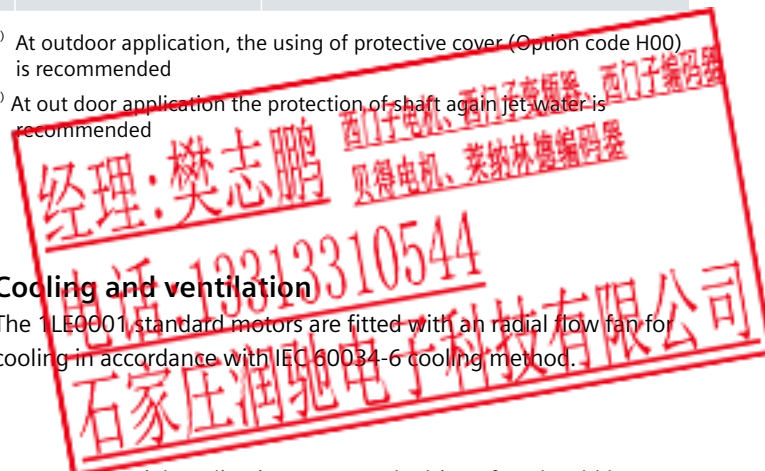 ) At outdoor application, the using of protective cover (Option code H00)
is recommended
) At out door application the protection of shaft again jet-water is
recommended
经理:樊志鹏
西门子电机、西门子变频器、西门子编码器
贝得电机、莱纳林德编码器
电话:13313310544
石家庄润驰电子科技有限公司
Cooling and ventilation
The 1LE0001 standard motors are fitted with an radial flow fan for
cooling in accordance with IEC 60034-6 cooling method.